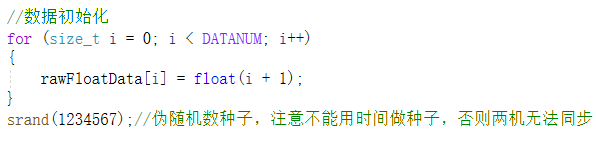 //数据初始化
for (size_t i = 0; i < DATANUM; i++)
{
    rawFloatData[i] = float(i + 1);
}
srand(1234567);//伪随机数种子，注意不能用时间做种子，否则两机无法同步